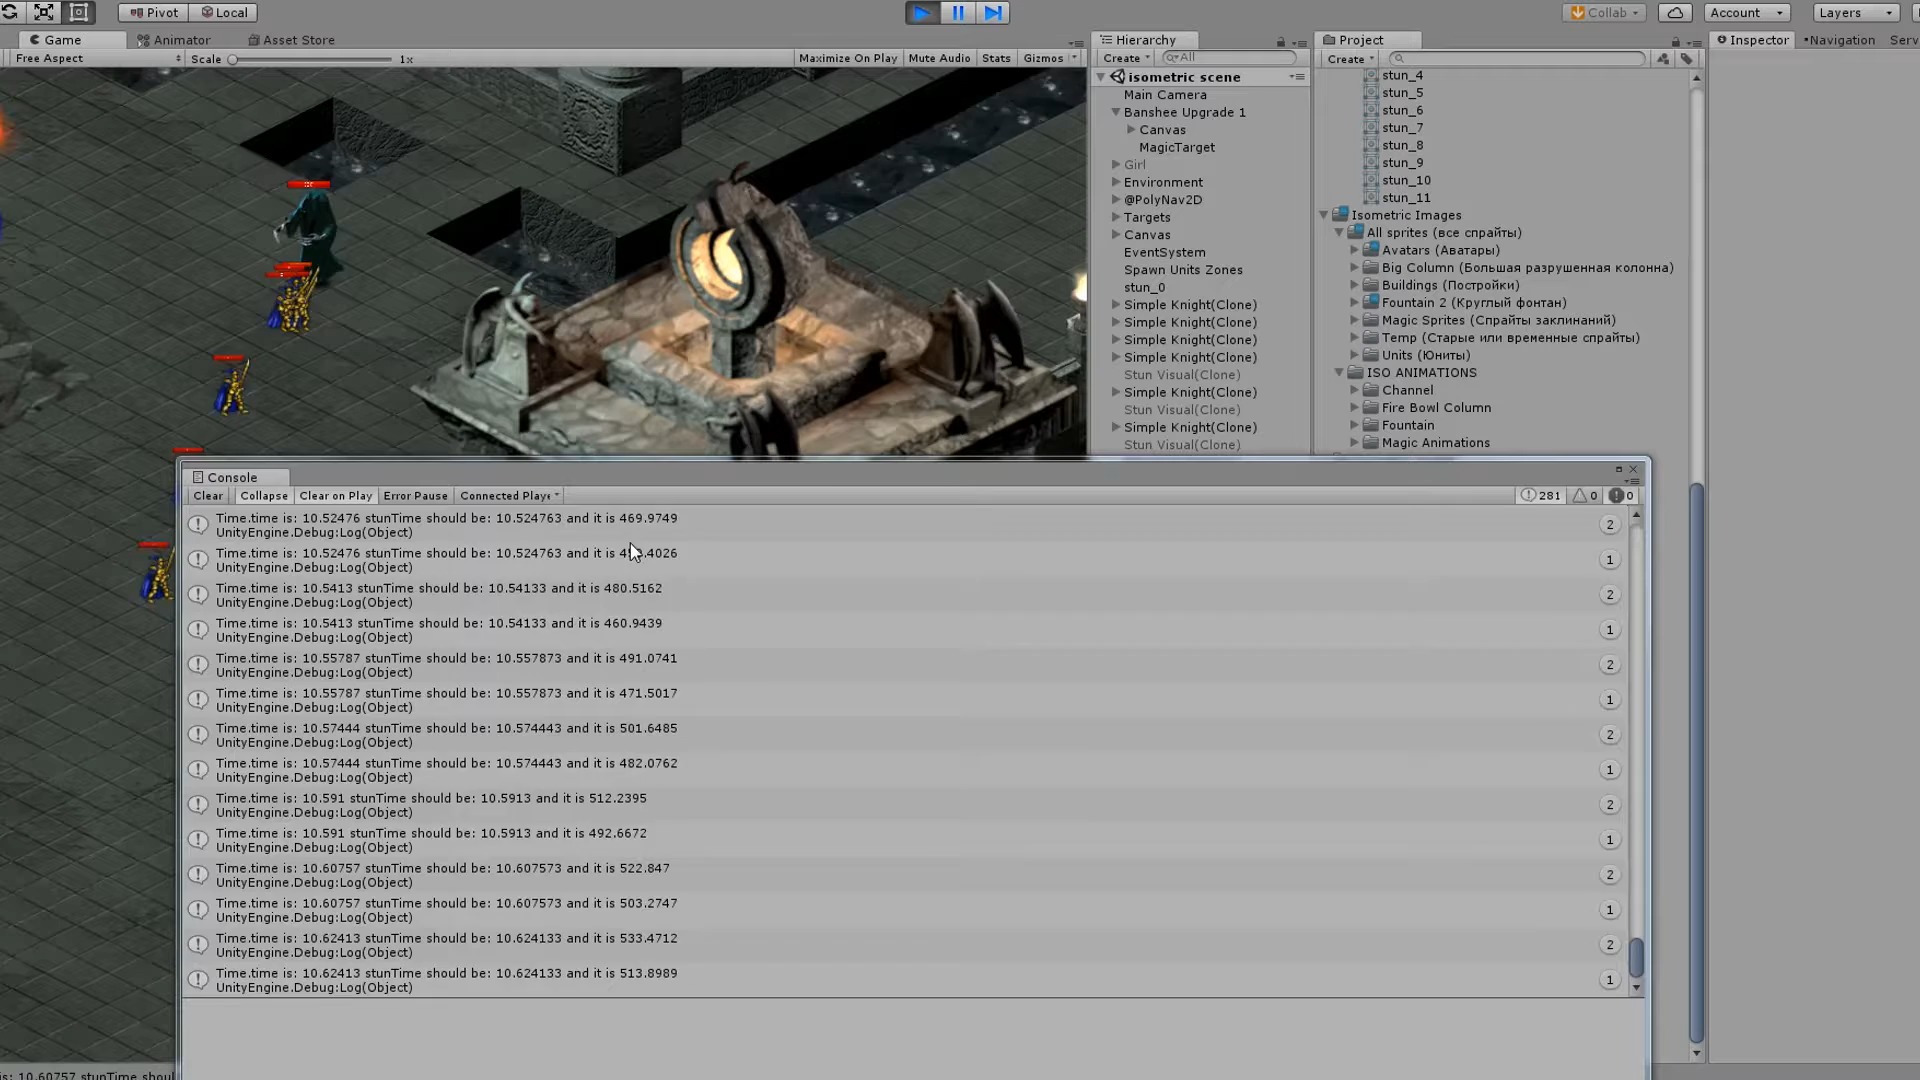 Pivot
Local
Collab
Account
Layers
Game
Animator
Asset Store
Free Aspect
Scale
1x
Maximize On Play
Mute Audio
Stats
Gizmos
Hierarchy
Create
All
isometric scene
Main Camera
Banshee Upgrade 1
Canvas
MagicTarget
Girl
Environment
@PolyNav2D
Targets
Canvas
EventSystem
Spawn Units Zones
stun_0
Simple Knight(Clone)
Simple Knight(Clone)
Simple Knight(Clone)
Simple Knight(Clone)
Stun Visual(Clone)
Simple Knight(Clone)
Stun Visual(Clone)
Simple Knight(Clone)
Stun Visual(Clone)
Project
Create
stun_4
stun_5
stun_6
stun_7
stun_8
stun_9
stun_10
stun_11
Isometric Images
All sprites (все спрайты)
Avatars (Аватары)
Big Column (Большая разрушенная колонна)
Buildings (Постройки)
Fountain 2 (Круглый фонтан)
Magic Sprites (Спрайты заклинаний)
Temp (Старые или временные спрайты)
Units (Юниты)
ISO ANIMATIONS
Channel
Fire Bowl Column
Fountain
Magic Animations
Inspector
Navigation
Serv
Console
Clear
Collapse
Clear on Play
Error Pause
Connected Playe
281
0
0
Time.time is: 10.52476 stunTime should be: 10.524763 and it is 469.9749
UnityEngine.Debug:Log(Object)
2
Time.time is: 10.52476 stunTime should be: 10.524763 and it is
UnityEngine.Debug:Log(Object)
1
Time.time is: 10.5413 stunTime should be: 10.54133 and it is 480.5162
UnityEngine.Debug:Log(Object)
2
Time.time is: 10.5413 stunTime should be: 10.54133 and it is 460.9439
UnityEngine.Debug:Log(Object)
1
Time.time is: 10.55787 stunTime should be: 10.557873 and it is 491.0741
UnityEngine.Debug:Log(Object)
2
Time.time is: 10.55787 stunTime should be: 10.557873 and it is 471.5017
UnityEngine.Debug:Log(Object)
1
Time.time is: 10.57444 stunTime should be: 10.574443 and it is 501.6485
UnityEngine.Debug:Log(Object)
2
Time.time is: 10.57444 stunTime should be: 10.574443 and it is 482.0762
UnityEngine.Debug:Log(Object)
1
Time.time is: 10.591 stunTime should be: 10.5913 and it is 512.2395
UnityEngine.Debug:Log(Object)
2
Time.time is: 10.591 stunTime should be: 10.5913 and it is 492.6672
UnityEngine.Debug:Log(Object)
1
Time.time is: 10.60757 stunTime should be: 10.607573 and it is 522.847
UnityEngine.Debug:Log(Object)
2
Time.time is: 10.60757 stunTime should be: 10.607573 and it is 503.2747
UnityEngine.Debug:Log(Object)
1
Time.time is: 10.62413 stunTime should be: 10.624133 and it is 533.4712
UnityEngine.Debug:Log(Object)
2
Time.time is: 10.62413 stunTime should be: 10.624133 and it is 513.8989
UnityEngine.Debug:Log(Object)
1
is: 10.60757 stunTime shoul